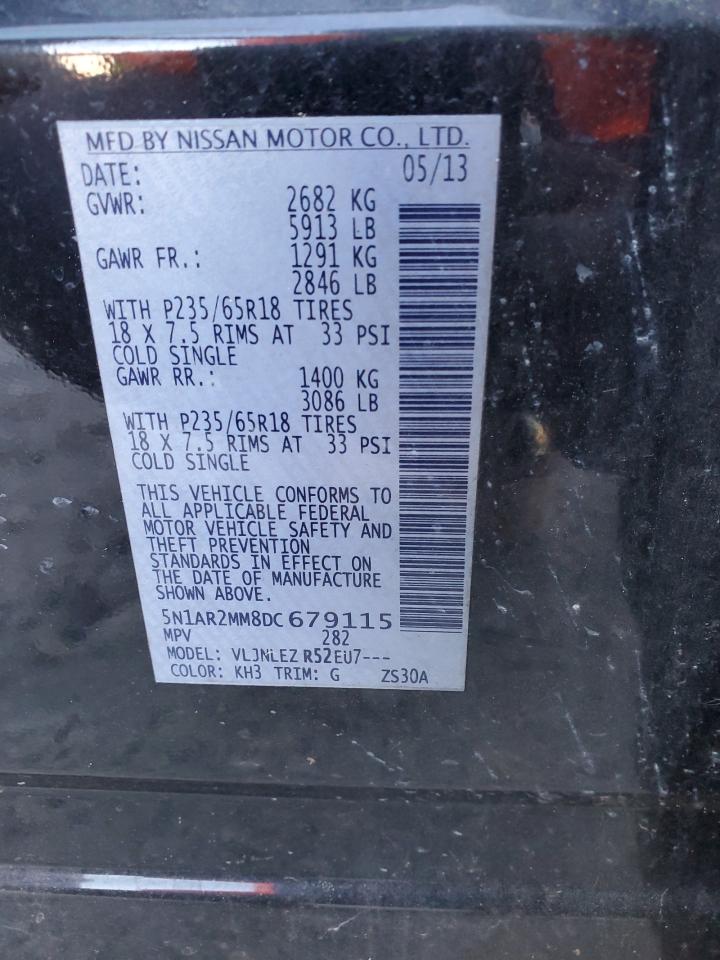 MFD BY NISSAN MOTOR CO., LTD.
DATE: 05/13
GVWR: 2682 KG
5913 LB
GAWR FR.: 1291 KG
2846 LB
WITH P235/65R18 TIRES
18 X 7.5 RIMS AT 33 PSI
COLD SINGLE
GAWR RR.: 1400 KG
3086 LB
WITH P235/65R18 TIRES
18 X 7.5 RIMS AT 33 PSI
COLD SINGLE
THIS VEHICLE CONFORMS TO
ALL APPLICABLE FEDERAL
MOTOR VEHICLE SAFETY AND
THEFT PREVENTION
STANDARDS IN EFFECT ON
THE DATE OF MANUFACTURE
SHOWN ABOVE.
5N1AR2MM8DC679115
MPV 282
MODEL: VLJNLEZ R52EU7---
COLOR: KH3 TRIM: G ZS30A